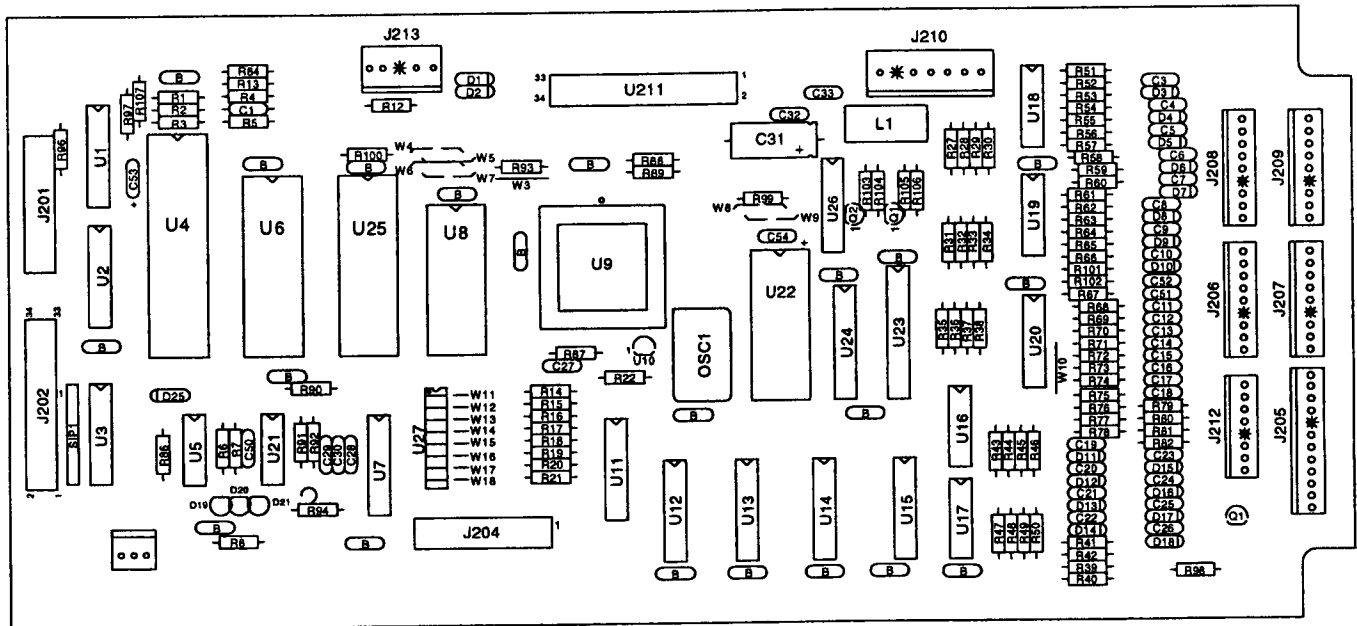 J213
J210
B
R84
R13
R4
C1
R5
R1
R2
R3
R97
R107
D1
D2
R12
33
34
U211
1
2
C33
C32
C31
+
L1
U18
R51
R52
R53
R54
R55
R56
R57
R58
R59
R60
R61
R62
R63
R64
R65
R66
R101
R102
R67
R68
R69
R70
R71
R72
R73
R74
R75
R76
R77
R78
C19
D11
C20
D12
C21
D13
C22
D14
R41
R42
R39
R40
C3
D3
C4
D4
C5
D5
C6
D6
C7
D7
C8
D8
C9
D9
C10
D10
C52
C51
C11
C12
C13
C14
C15
C16
C17
C18
R79
R80
R81
R82
C23
D15
C24
D16
C25
D17
C26
D18
R98
J208
J209
J206
J207
J212
J205
Q1
R96
U1
C53
+
J201
U4
U2
B
B
U6
R100
B
U25
W4
W5
W6
W7
R93
W3
B
U8
B
R88
R89
B
U9
R99
W8
W9
C54
+
U22
U26
R103
R104
R105
R106
1Q2
1Q1
R27
R28
R29
R30
R31
R32
R33
R34
R35
R36
R37
R38
B
U19
B
U20
W10
B
U24
B
U23
OSC1
B
B
R87
C27
1
U10
R22
34
33
J202
2
1
1
SIP1
U3
D25
R86
U5
R6
R7
C50
U21
B
R90
R91
R92
C29
C30
C28
U7
D19
D20
D21
R94
B
R8
B
U27
W11
W12
W13
W14
W15
W16
W17
W18
R14
R15
R16
R17
R18
R19
R20
R21
J204
1
U11
U12
B
U13
B
U14
B
U15
B
U16
U17
B
R43
R44
R45
R46
R47
R48
R49
R50